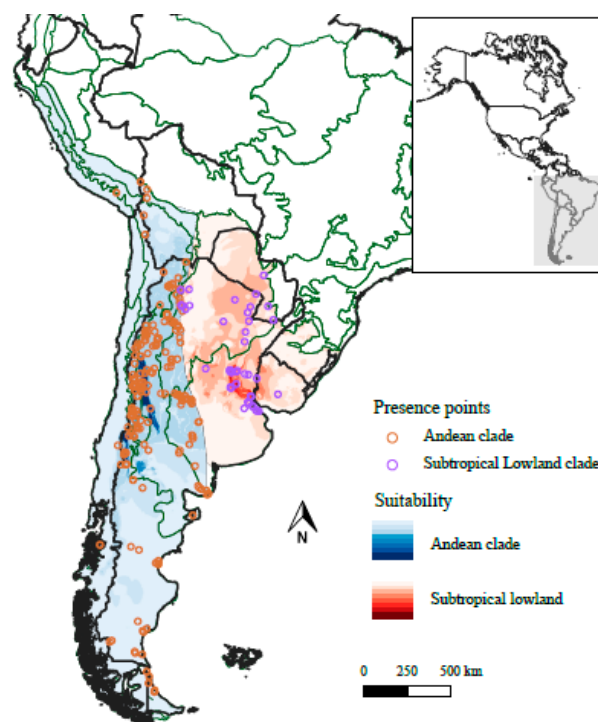 Presence points
Andean clade
Subtropical Lowland clade
N
Suitability
Andean clade
Subtropical lowland
0 250 500 km